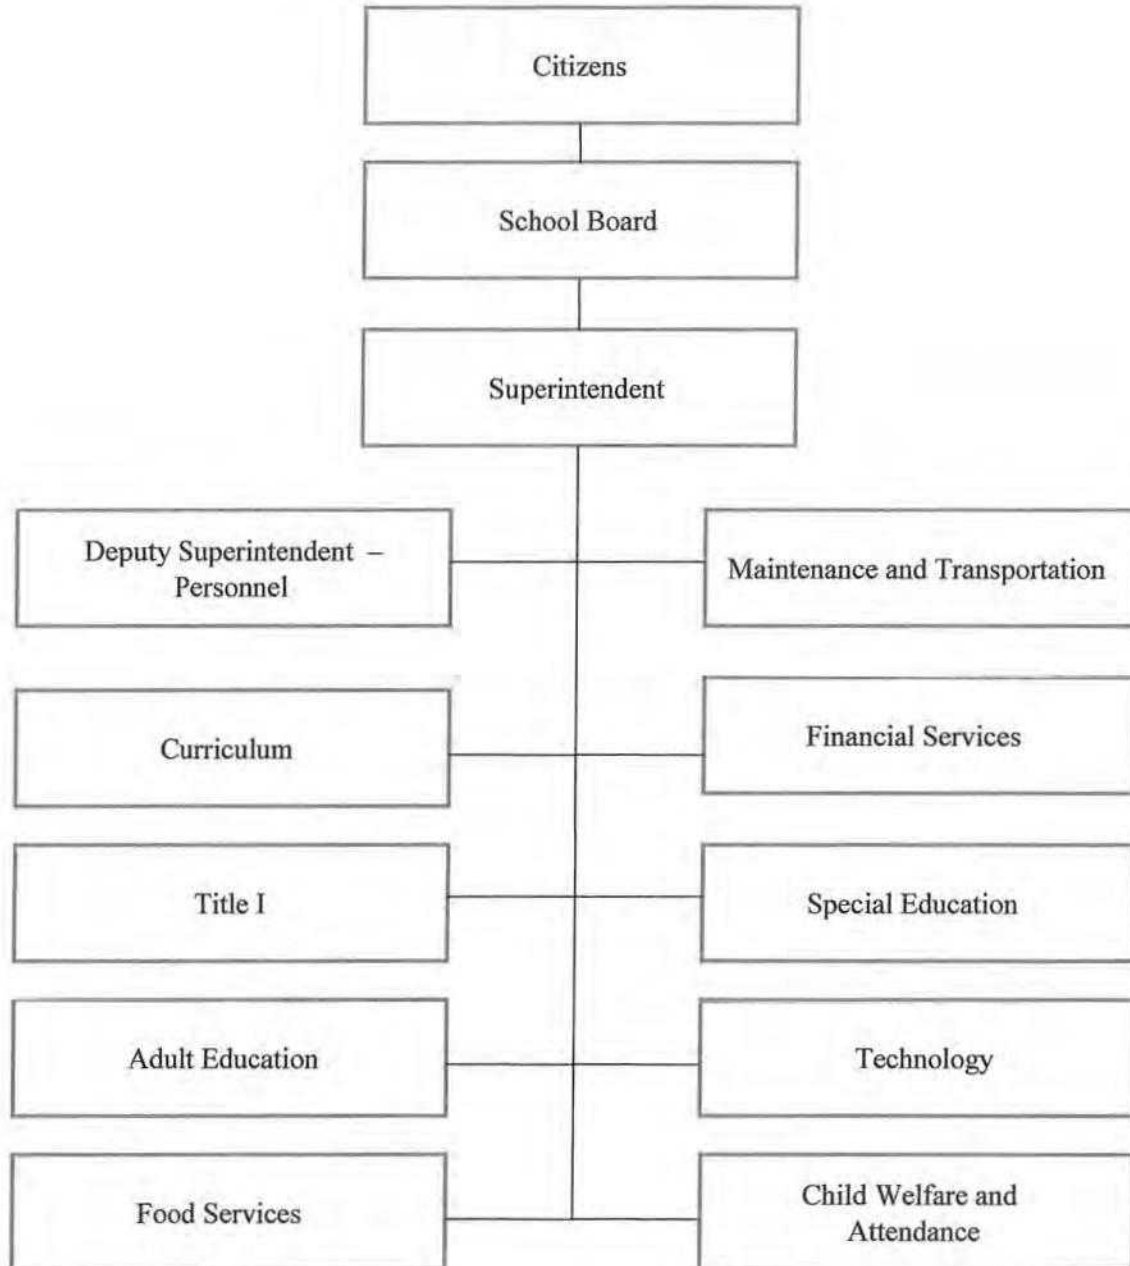 Citizens
School Board
Superintendent
Deputy Superintendent –
Personnel
Maintenance and Transportation
Curriculum
Financial Services
Title I
Special Education
Adult Education
Technology
Food Services
Child Welfare and
Attendance